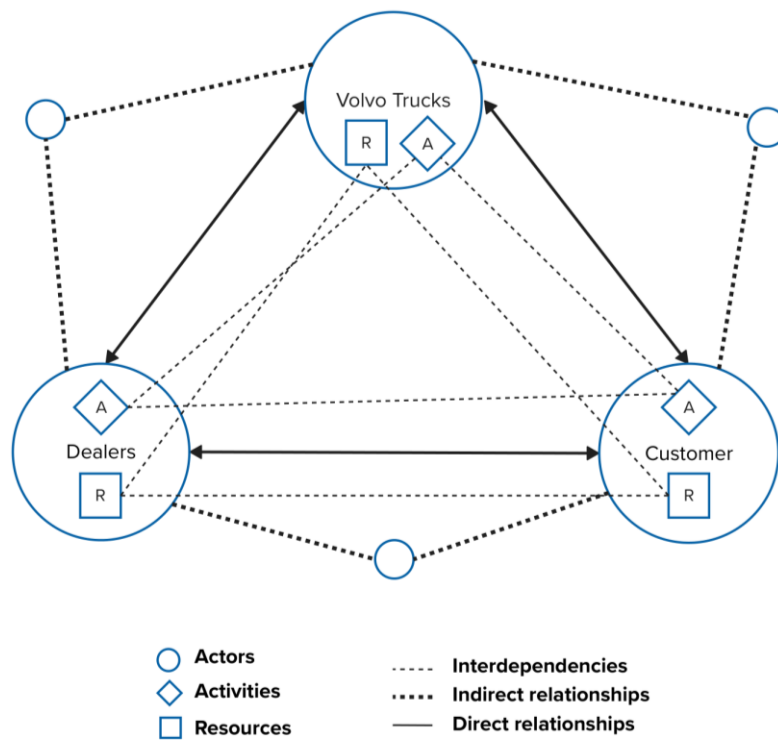 Volvo Trucks
R
A
A
A
Dealers
Customer
R
R
Actors
Activities
Resources
Interdependencies
Indirect relationships
Direct relationships